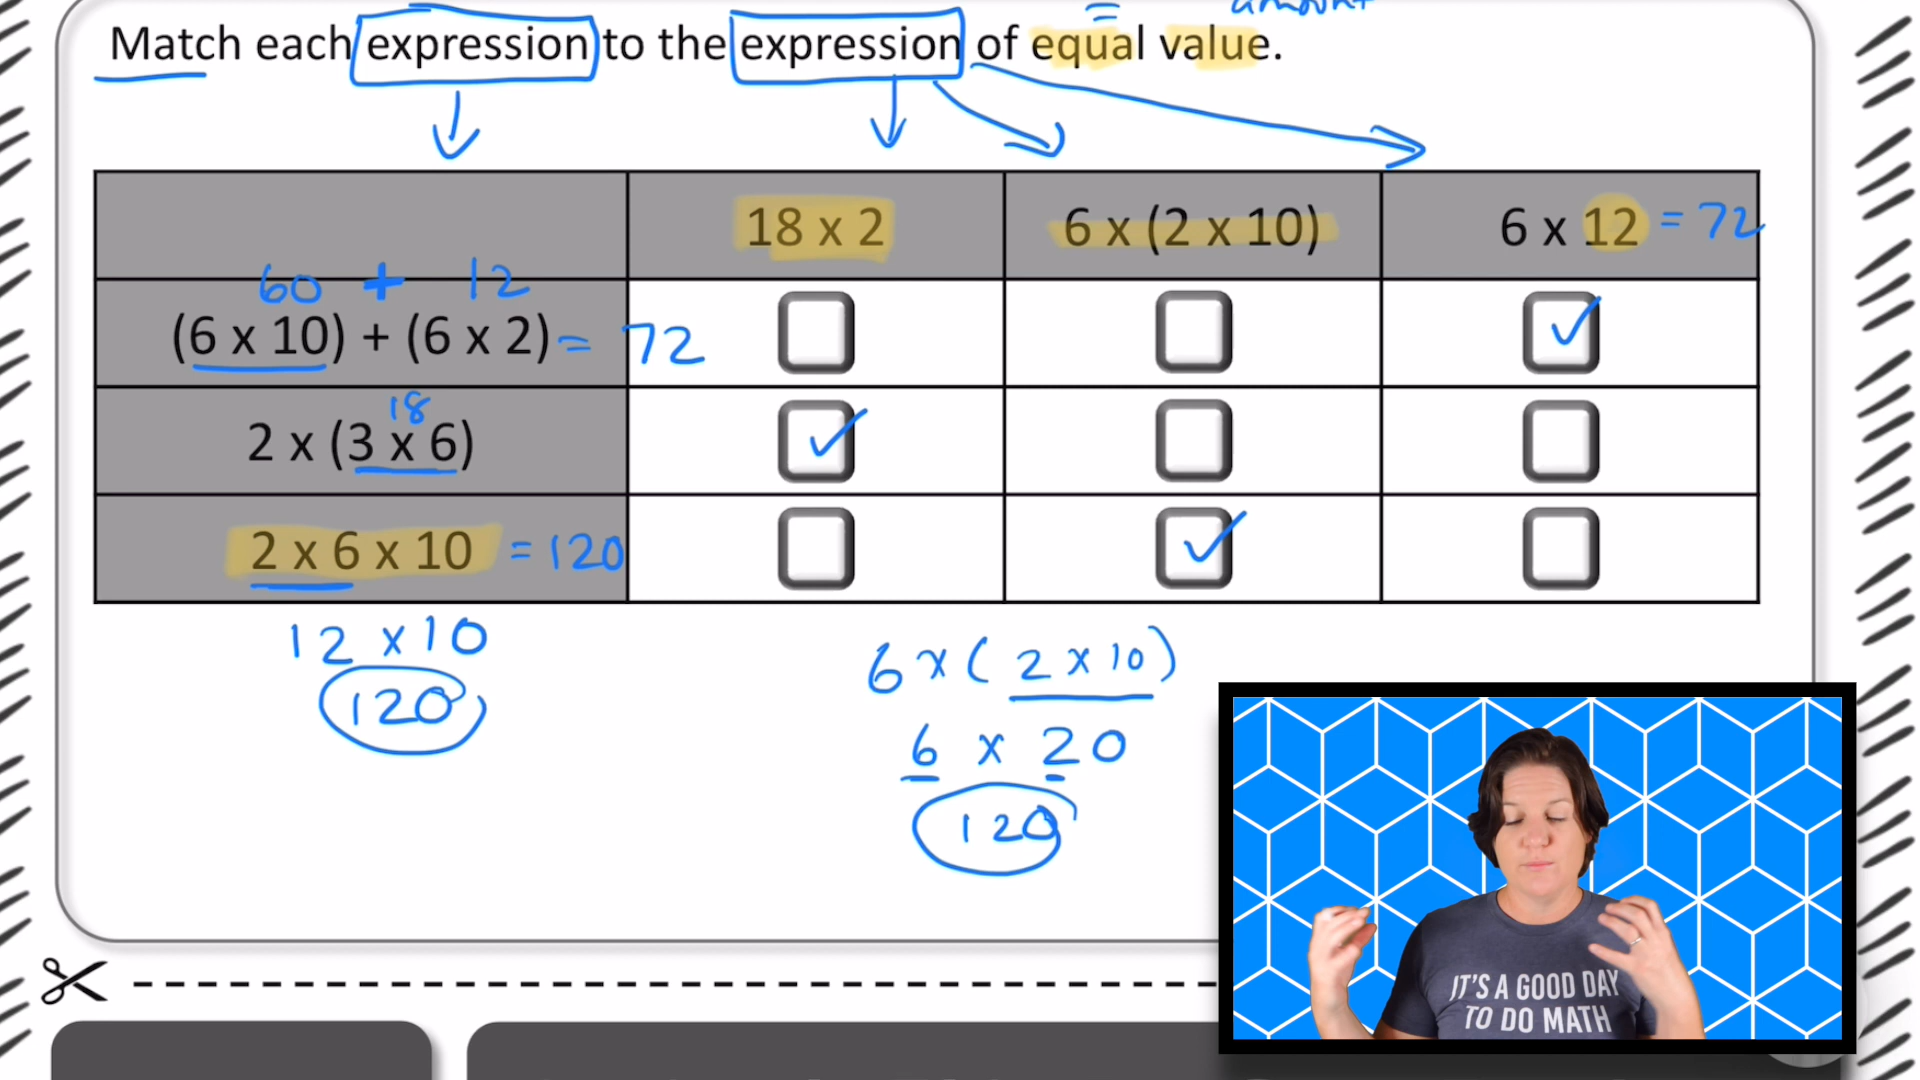 = amount
Match each expression to the expression of equal value.
18 x 2 6 x (2 x 10) 6 x 12 = 72
60 + 12
(6 x 10) + (6 x 2) = 72
18
2 x (3 x 6)
2 x 6 x 10 = 120
12 x 10
120
6 x ( 2 x 10 )
6 x 20
120
IT'S A GOOD DAY
TO DO MATH